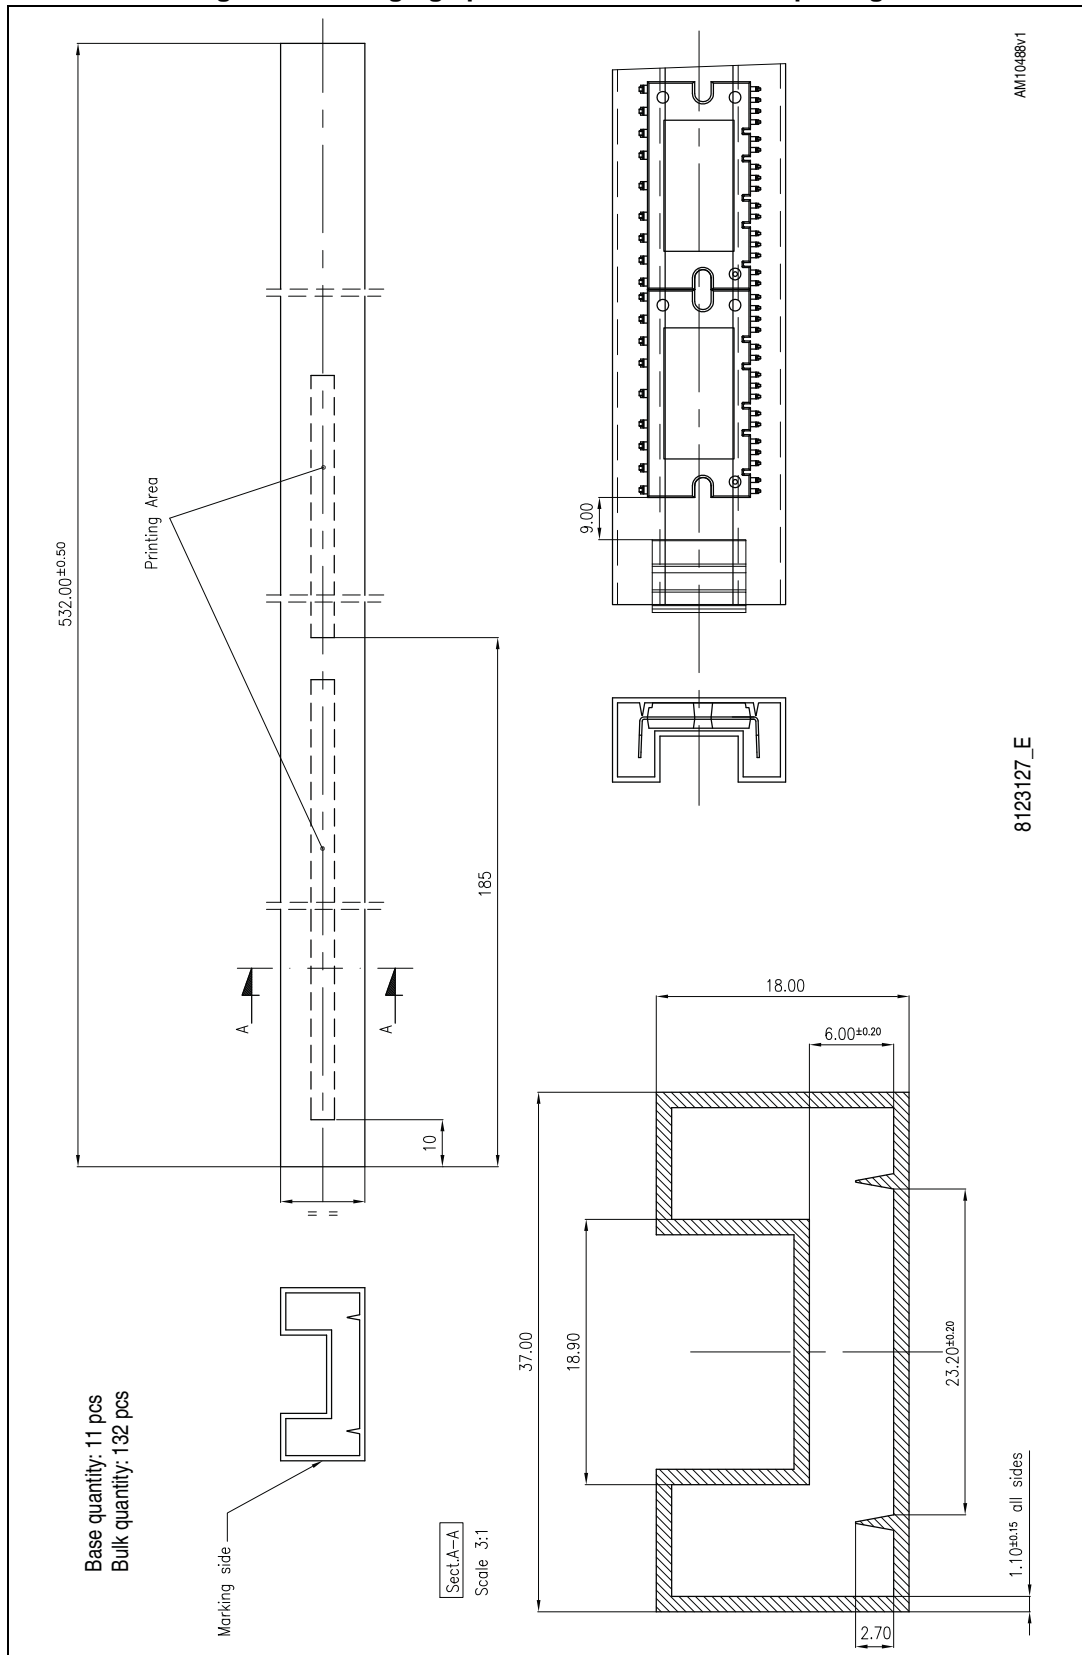 AM10488v1
532.00±0.50
Printing Area
9.00
185
8123127_E
A
A
10
= =
18.00
6.00±0.20
37.00
18.90
23.20±0.20
1.10±0.15 all sides
2.70
Base quantity: 11 pcs
Bulk quantity: 132 pcs
Marking side
Sect.A-A
Scale 3:1